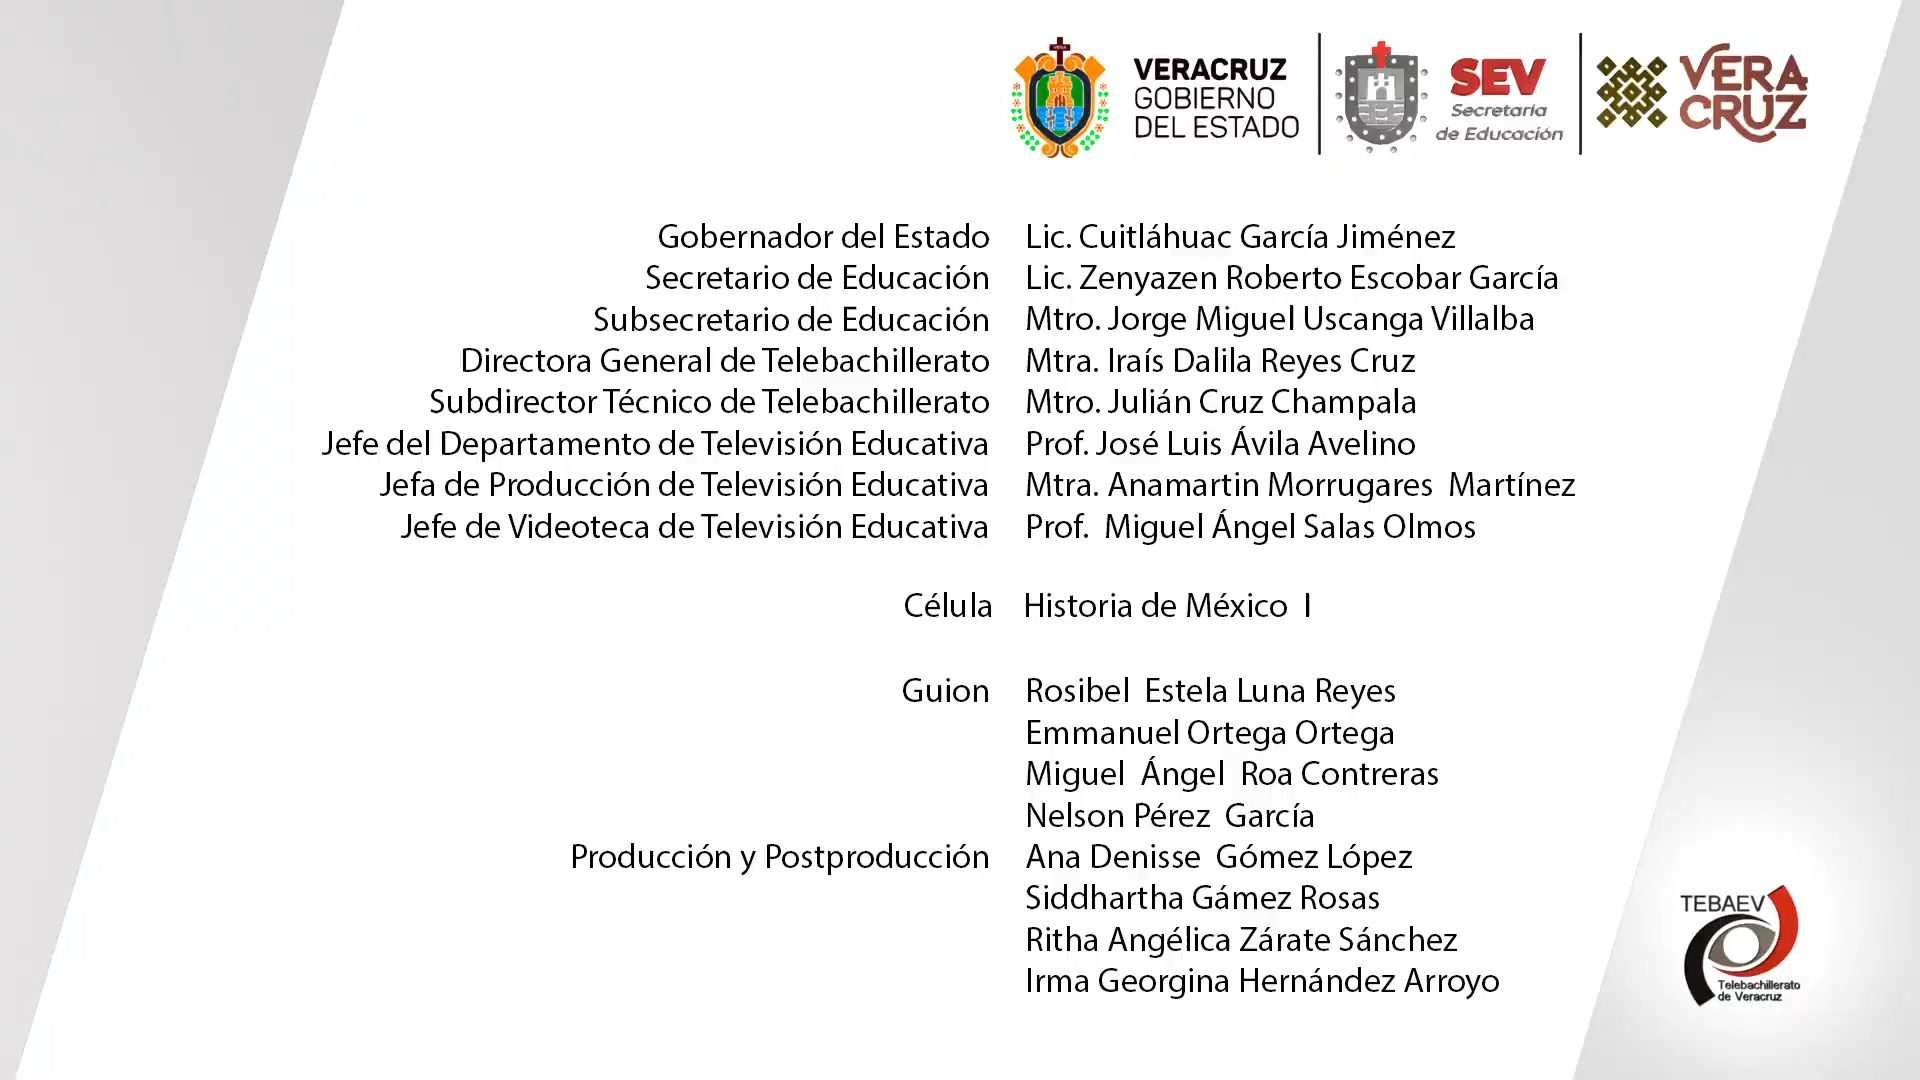 VERACRUZ
GOBIERNO
DEL ESTADO
SEV
Secretaría
de Educación
VERA
CRUZ
Gobernador del Estado Lic. Cuitláhuac García Jiménez
Secretario de Educación Lic. Zenyazen Roberto Escobar García
Subsecretario de Educación Mtro. Jorge Miguel Uscanga Villalba
Directora General de Telebachillerato Mtra. Iraís Dalila Reyes Cruz
Subdirector Técnico de Telebachillerato Mtro. Julián Cruz Champala
Jefe del Departamento de Televisión Educativa Prof. José Luis Ávila Avelino
Jefa de Producción de Televisión Educativa Mtra. Anamartin Morrugares Martínez
Jefe de Videoteca de Televisión Educativa Prof. Miguel Ángel Salas Olmos
Célula Historia de México I
Guion Rosibel Estela Luna Reyes
Emmanuel Ortega Ortega
Miguel Ángel Roa Contreras
Nelson Pérez García
Producción y Postproducción Ana Denisse Gómez López
Siddhartha Gámez Rosas
Ritha Angélica Zárate Sánchez
Irma Georgina Hernández Arroyo
TEBAEV
Telebachillerato
de Veracruz